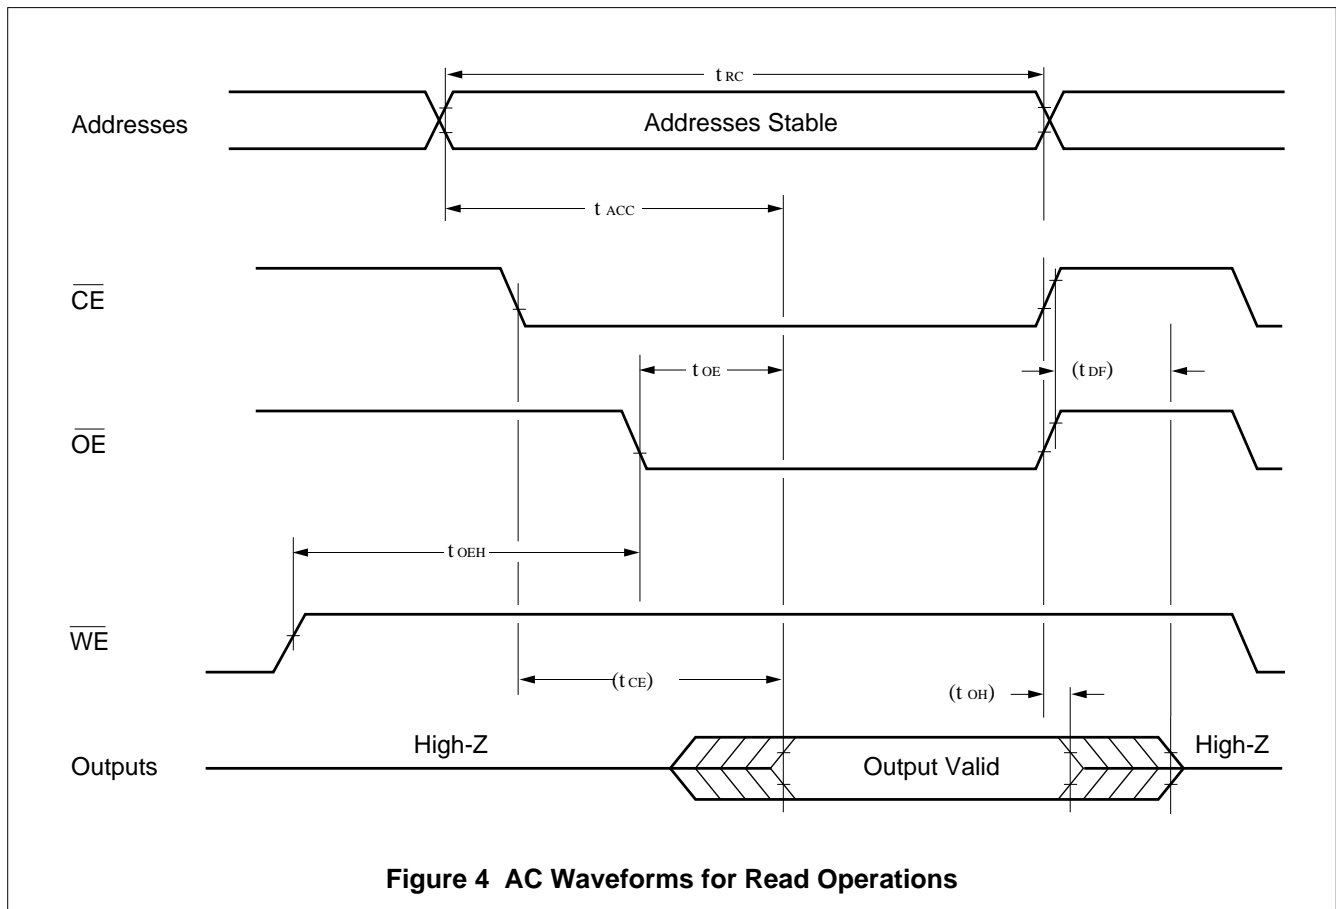 t RC
Addresses
Addresses Stable
t ACC
CE
t OE
(t DF)
OE
t OEH
WE
(t CE)
(t OH)
High-Z
High-Z
Outputs
Output Valid
Figure 4 AC Waveforms for Read Operations